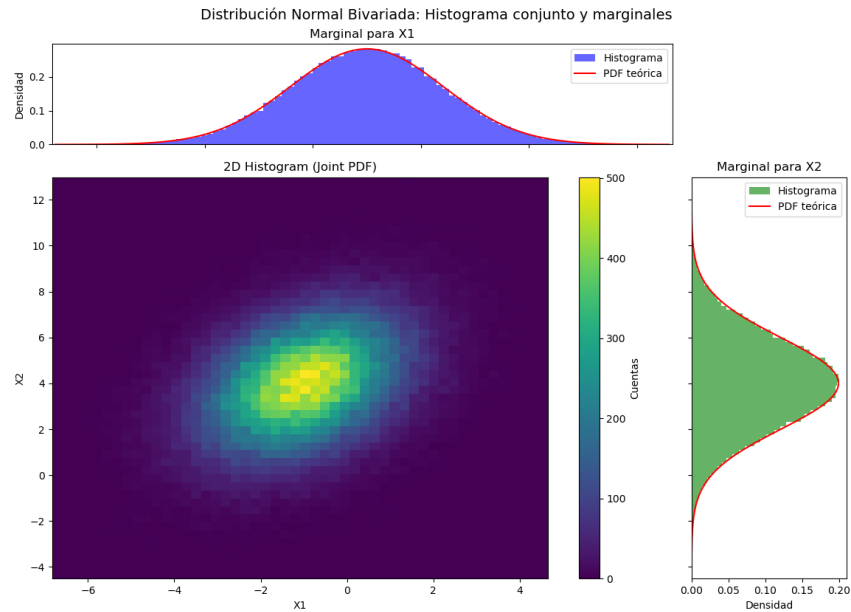 Distribución Normal Bivariada: Histograma conjunto y marginales
Marginal para X1
Densidad
0.2
0.1
0.0
Histograma
PDF teórica
2D Histogram (Joint PDF)
X2
12
10
8
6
4
2
0
−2
−4
−6
−4
−2
0
2
4
X1
500
400
300
200
100
0
Cuentas
Marginal para X2
Histograma
PDF teórica
0.00
0.05
0.10
0.15
0.20
Densidad